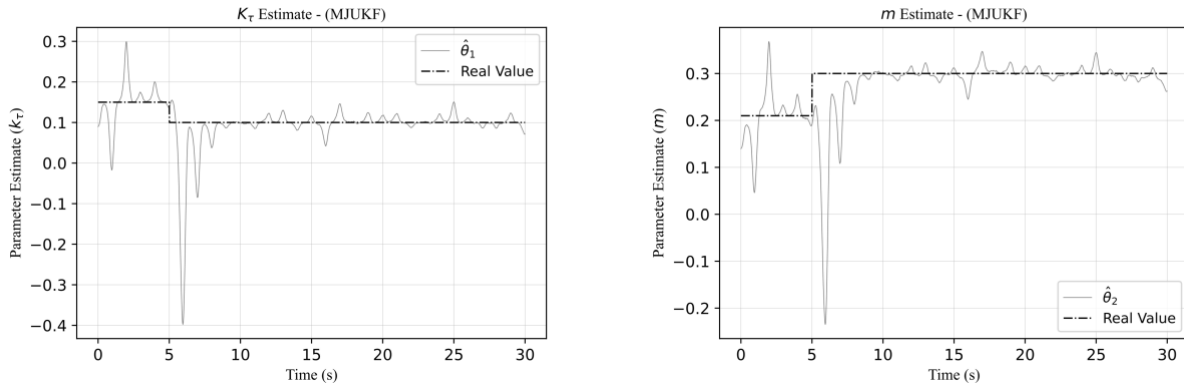 K_τ Estimate - (MJUKF)
Parameter Estimate (k_τ)
0.3
0.2
0.1
0.0
−0.1
−0.2
−0.3
−0.4
θ̂_1
Real Value
0 5 10 15 20 25 30
Time (s)
m Estimate - (MJUKF)
Parameter Estimate (m)
0.3
0.2
0.1
0.0
−0.1
−0.2
θ̂_2
Real Value
0 5 10 15 20 25 30
Time (s)